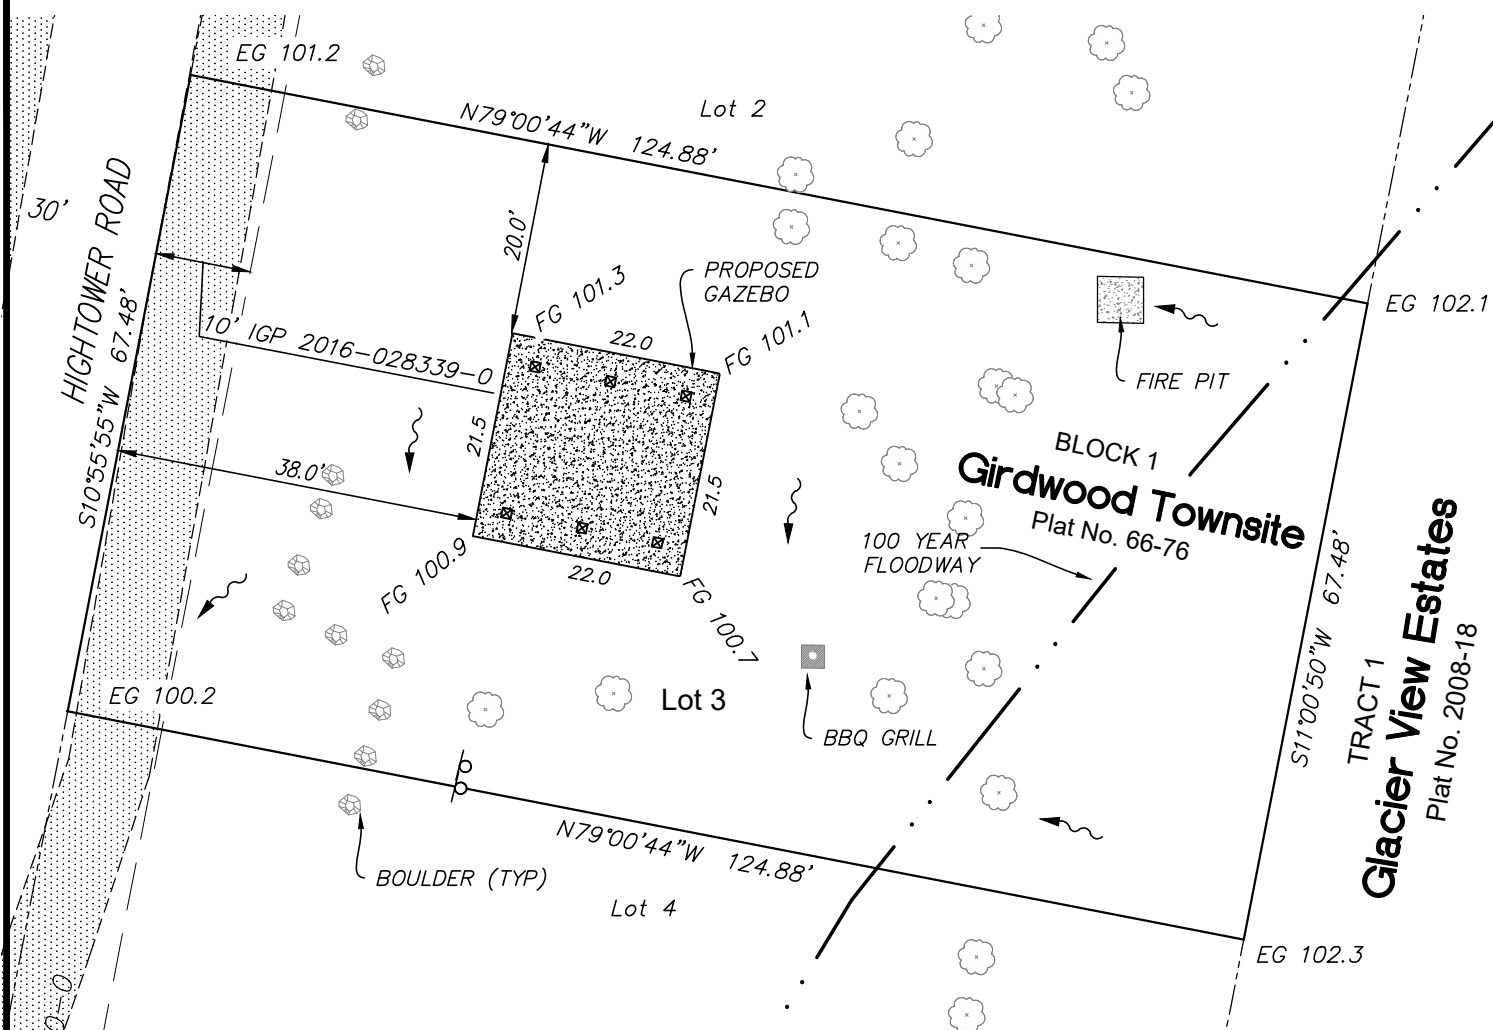 EG 101.2
Lot 2
N79°00'44"W 124.88'
30'
HIGHTOWER ROAD
S10°55'55"W 67.48'
20.0'
PROPOSED
GAZEBO
FG 101.3
FG 101.1
22.0
10' IGP 2016-028339-0
EG 102.1
FIRE PIT
21.5
38.0'
21.5
BLOCK 1
Girdwood Townsite
Plat No. 66-76
100 YEAR
FLOODWAY
FG 100.9
22.0
FG 100.7
S11°00'50"W 67.48'
TRACT 1
Glacier View Estates
Plat No. 2008-18
EG 100.2
Lot 3
BBQ GRILL
N79°00'44"W 124.88'
BOULDER (TYP)
Lot 4
EG 102.3